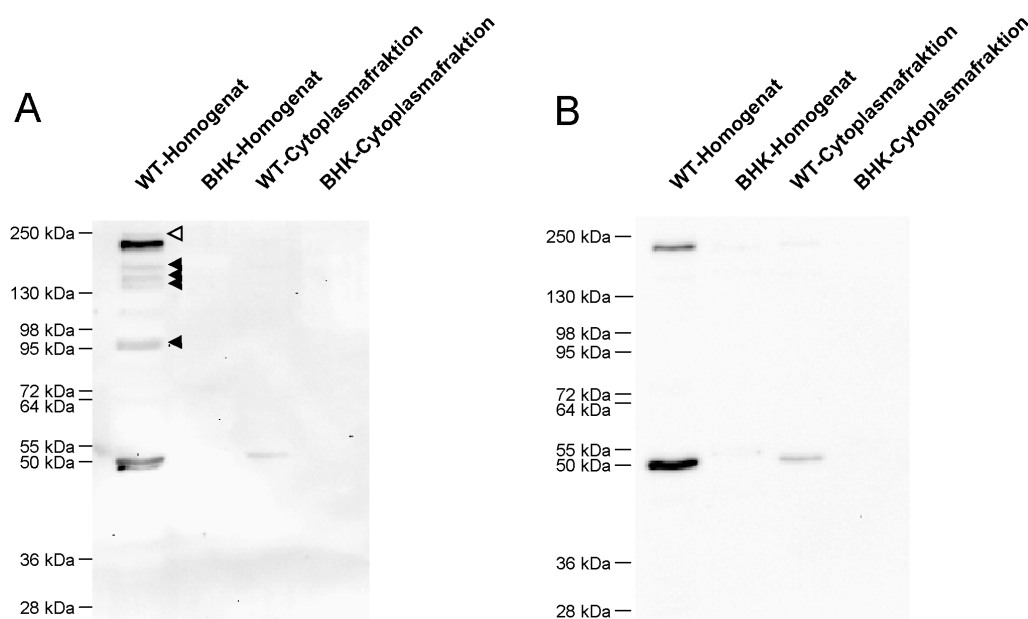 A
WT-Homogenat
BHK-Homogenat
WT-Cytoplasmafraktion
BHK-Cytoplasmafraktion
250 kDa
130 kDa
98 kDa
95 kDa
72 kDa
64 kDa
55 kDa
50 kDa
36 kDa
28 kDa
B
WT-Homogenat
BHK-Homogenat
WT-Cytoplasmafraktion
BHK-Cytoplasmafraktion
250 kDa
130 kDa
98 kDa
95 kDa
72 kDa
64 kDa
55 kDa
50 kDa
36 kDa
28 kDa